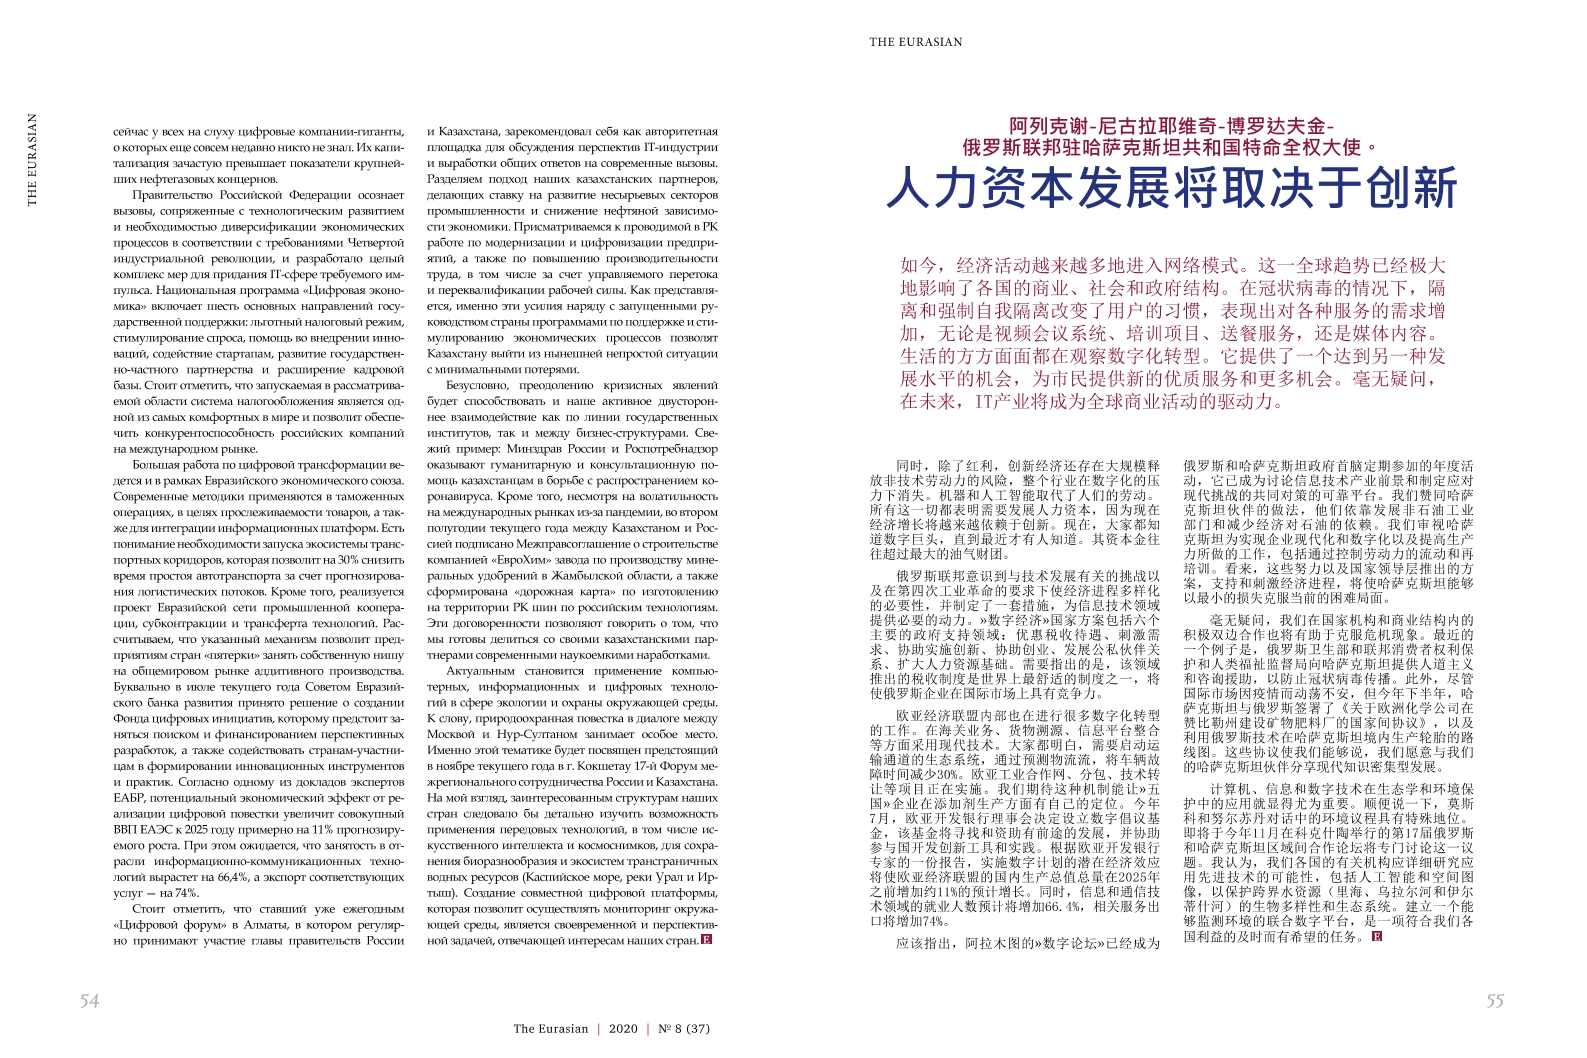 THE EURASIAN
сейчас у всех на слуху цифровые компании-гиганты,
о которых еще совсем недавно никто не знал. Их капи-
тализация зачастую превышает показатели крупней-
ших нефтегазовых концернов.
Правительство Российской Федерации осознает
вызовы, сопряженные с технологическим развитием
и необходимостью диверсификации экономических
процессов в соответствии с требованиями Четвертой
индустриальной революции, и разработало целый
комплекс мер для придания IT-сфере требуемого им-
пульса. Национальная программа «Цифровая эконо-
мика» включает шесть основных направлений госу-
дарственной поддержки: льготный налоговый режим,
стимулирование спроса, помощь во внедрении инно-
ваций, содействие стартапам, развитие государствен-
но-частного партнерства и расширение кадровой
базы. Стоит отметить, что запускаемая в рассматрива-
емой области система налогообложения является од-
ной из самых комфортных в мире и позволит обеспе-
чить конкурентоспособность российских компаний
на международном рынке.
Большая работа по цифровой трансформации ве-
дется и в рамках Евразийского экономического союза.
Современные методики применяются в таможенных
операциях, в целях прослеживаемости товаров, а так-
же для интеграции информационных платформ. Есть
понимание необходимости запуска экосистемы транс-
портных коридоров, которая позволит на 30% снизить
время простоя автотранспорта за счет прогнозирова-
ния логистических потоков. Кроме того, реализуется
проект Евразийской сети промышленной коопера-
ции, субконтракции и трансферта технологий. Рас-
считываем, что указанный механизм позволит пред-
приятиям стран «пятерки» занять собственную нишу
на общемировом рынке аддитивного производства.
Буквально в июле текущего года Советом Евразий-
ского банка развития принято решение о создании
Фонда цифровых инициатив, которому предстоит за-
няться поиском и финансированием перспективных
разработок, а также содействовать странам-участни-
цам в формировании инновационных инструментов
и практик. Согласно одному из докладов экспертов
ЕАБР, потенциальный экономический эффект от ре-
ализации цифровой повестки увеличит совокупный
ВВП ЕАЭС к 2025 году примерно на 11% прогнозиру-
емого роста. При этом ожидается, что занятость в от-
расли информационно-коммуникационных техно-
логий вырастет на 66,4%, а экспорт соответствующих
услуг — на 74%.
Стоит отметить, что ставший уже ежегодным
«Цифровой форум» в Алматы, в котором регуляр-
но принимают участие главы правительств России
и Казахстана, зарекомендовал себя как авторитетная
площадка для обсуждения перспектив IT-индустрии
и выработки общих ответов на современные вызовы.
Разделяем подход наших казахстанских партнеров,
делающих ставку на развитие несырьевых секторов
промышленности и снижение нефтяной зависимо-
сти экономики. Присматриваемся к проводимой в РК
работе по модернизации и цифровизации предпри-
ятий, а также по повышению производительности
труда, в том числе за счет управляемого перетока
и переквалификации рабочей силы. Как представля-
ется, именно эти усилия наряду с запущенными ру-
ководством страны программами по поддержке и сти-
мулированию экономических процессов позволят
Казахстану выйти из нынешней непростой ситуации
с минимальными потерями.
Безусловно, преодолению кризисных явлений
будет способствовать и наше активное двусторон-
нее взаимодействие как по линии государственных
институтов, так и между бизнес-структурами. Све-
жий пример: Минздрав России и Роспотребнадзор
оказывают гуманитарную и консультационную по-
мощь казахстанцам в борьбе с распространением ко-
ронавируса. Кроме того, несмотря на волатильность
на международных рынках из-за пандемии, во втором
полугодии текущего года между Казахстаном и Рос-
сией подписано Межправсоглашение о строительстве
компанией «ЕвроХим» завода по производству мине-
ральных удобрений в Жамбылской области, а также
сформирована «дорожная карта» по изготовлению
на территории РК шин по российским технологиям.
Эти договоренности позволяют говорить о том, что
мы готовы делиться со своими казахстанскими пар-
тнерами современными наукоемкими наработками.
Актуальным становится применение компью-
терных, информационных и цифровых техноло-
гий в сфере экологии и охраны окружающей среды.
К слову, природоохранная повестка в диалоге между
Москвой и Нур-Султаном занимает особое место.
Именно этой тематике будет посвящен предстоящий
в ноябре текущего года в г. Кокшетау 17-й Форум ме-
жрегионального сотрудничества России и Казахстана.
На мой взгляд, заинтересованным структурам наших
стран следовало бы детально изучить возможность
применения передовых технологий, в том числе ис-
кусственного интеллекта и космоснимков, для сохра-
нения биоразнообразия и экосистем трансграничных
водных ресурсов (Каспийское море, реки Урал и Ир-
тыш). Создание совместной цифровой платформы,
которая позволит осуществлять мониторинг окружа-
ющей среды, является своевременной и перспектив-
ной задачей, отвечающей интересам наших стран. E
54
The Eurasian | 2020 | № 8 (37)
THE EURASIAN
阿列克谢-尼古拉耶维奇-博罗达夫金-
俄罗斯联邦驻哈萨克斯坦共和国特命全权大使。
人力资本发展将取决于创新
如今，经济活动越来越多地进入网络模式。这一全球趋势已经极大
地影响了各国的商业、社会和政府结构。在冠状病毒的情况下，隔
离和强制自我隔离改变了用户的习惯，表现出对各种服务的需求增
加，无论是视频会议系统、培训项目、送餐服务，还是媒体内容。
生活的方方面面都在观察数字化转型。它提供了一个达到另一种发
展水平的机会，为市民提供新的优质服务和更多机会。毫无疑问，
在未来，IT产业将成为全球商业活动的驱动力。
同时，除了红利，创新经济还存在大规模释
放非技术劳动力的风险，整个行业在数字化的压
力下消失。机器和人工智能取代了人们的劳动。
所有这一切都表明需要发展人力资本，因为现在
经济增长将越来越依赖于创新。现在，大家都知
道数字巨头，直到最近才有人知道。其资本金往
往超过最大的油气财团。
俄罗斯联邦意识到与技术发展有关的挑战以
及在第四次工业革命的要求下使经济进程多样化
的必要性，并制定了一套措施，为信息技术领域
提供必要的动力。»数字经济»国家方案包括六个
主要的政府支持领域：优惠税收待遇、刺激需
求、协助实施创新、协助创业、发展公私伙伴关
系、扩大人力资源基础。需要指出的是，该领域
推出的税收制度是世界上最舒适的制度之一，将
使俄罗斯企业在国际市场上具有竞争力。
欧亚经济联盟内部也在进行很多数字化转型
的工作。在海关业务、货物溯源、信息平台整合
等方面采用现代技术。大家都明白，需要启动运
输通道的生态系统，通过预测物流流，将车辆故
障时间减少30%。欧亚工业合作网、分包、技术转
让等项目正在实施。我们期待这种机制能让»五
国»企业在添加剂生产方面有自己的定位。今年
7月，欧亚开发银行理事会决定设立数字倡议基
金，该基金将寻找和资助有前途的发展，并协助
参与国开发创新工具和实践。根据欧亚开发银行
专家的一份报告，实施数字计划的潜在经济效应
将使欧亚经济联盟的国内生产总值总量在2025年
之前增加约11%的预计增长。同时，信息和通信技
术领域的就业人数预计将增加66.4%，相关服务出
口将增加74%。
应该指出，阿拉木图的»数字论坛»已经成为
俄罗斯和哈萨克斯坦政府首脑定期参加的年度活
动，它已成为讨论信息技术产业前景和制定应对
现代挑战的共同对策的可靠平台。我们赞同哈萨
克斯坦伙伴的做法，他们依靠发展非石油工业
部门和减少经济对石油的依赖。我们审视哈萨
克斯坦为实现企业现代化和数字化以及提高生产
力所做的工作，包括通过控制劳动力的流动和再
培训。看来，这些努力以及国家领导层推出的方
案，支持和刺激经济进程，将使哈萨克斯坦能够
以最小的损失克服当前的困难局面。
毫无疑问，我们在国家机构和商业结构内的
积极双边合作也将有助于克服危机现象。最近的
一个例子是，俄罗斯卫生部和联邦消费者权利保
护和人类福祉监督局向哈萨克斯坦提供人道主义
和咨询援助，以防止冠状病毒传播。此外，尽管
国际市场因疫情而动荡不安，但今年下半年，哈
萨克斯坦与俄罗斯签署了《关于欧洲化学公司在
赞比勒州建设矿物肥料厂的国家间协议》，以及
利用俄罗斯技术在哈萨克斯坦境内生产轮胎的路
线图。这些协议使我们能够说，我们愿意与我们
的哈萨克斯坦伙伴分享现代知识密集型发展。
计算机、信息和数字技术在生态学和环境保
护中的应用就显得尤为重要。顺便说一下，莫斯
科和努尔苏丹对话中的环境议程具有特殊地位。
即将于今年11月在科克什陶举行的第17届俄罗斯
和哈萨克斯坦区域间合作论坛将专门讨论这一议
题。我认为，我们各国的有关机构应详细研究应
用先进技术的可能性，包括人工智能和空间图
像，以保护跨界水资源（里海、乌拉尔河和伊尔
蒂什河）的生物多样性和生态系统。建立一个能
够监测环境的联合数字平台，是一项符合我们各
国利益的及时而有希望的任务。 E
55